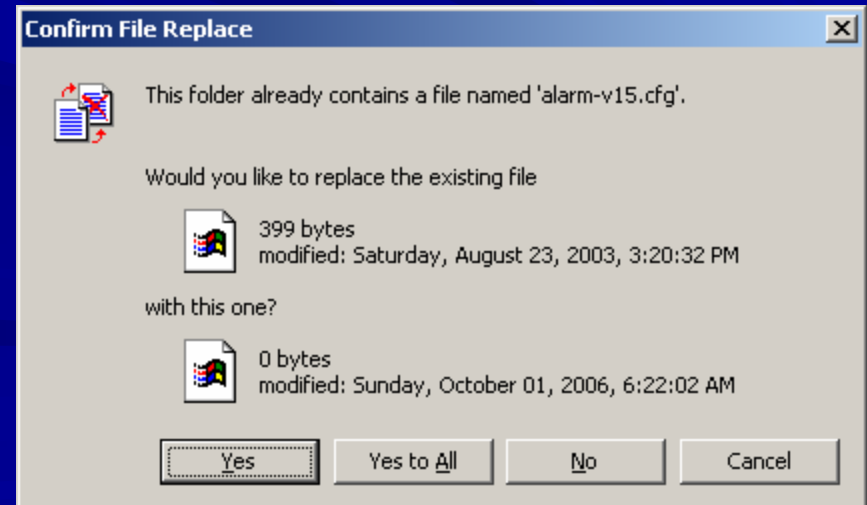 Confirm File Replace
This folder already contains a file named 'alarm-v15.cfg'.
Would you like to replace the existing file
399 bytes
modified: Saturday, August 23, 2003, 3:20:32 PM
with this one?
0 bytes
modified: Sunday, October 01, 2006, 6:22:02 AM
Yes
Yes to All
No
Cancel